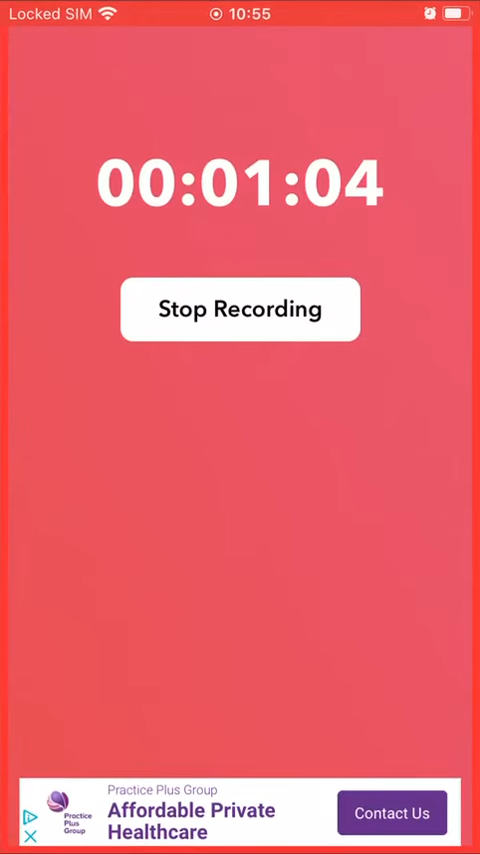 Locked SIM 10:55
00:01:04
Stop Recording
Practice Plus Group
Affordable Private
Healthcare
Practice
Plus
Group
Contact Us